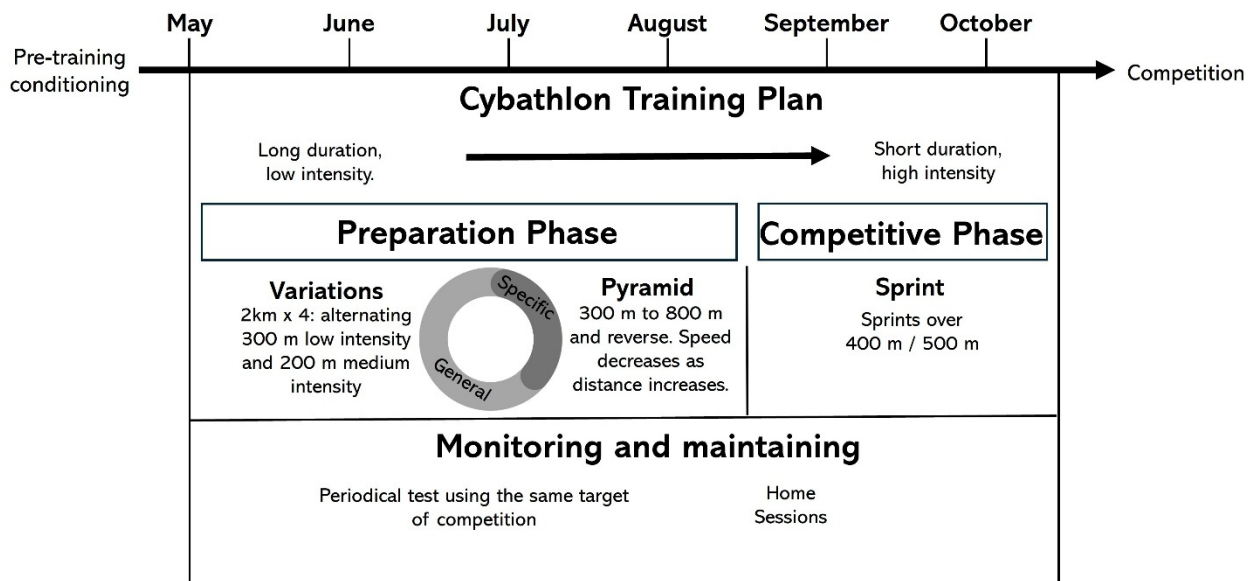 May June July August September October
Pre-training
conditioning
Competition
Cybathlon Training Plan
Long duration,
low intensity.
Short duration,
high intensity
Preparation Phase
Competitive Phase
Variations
2km x 4: alternating
300 m low intensity
and 200 m medium
intensity
Specific
General
Pyramid
300 m to 800 m
and reverse. Speed
decreases as
distance increases.
Sprint
Sprints over
400 m / 500 m
Monitoring and maintaining
Periodical test using the same target
of competition
Home
Sessions